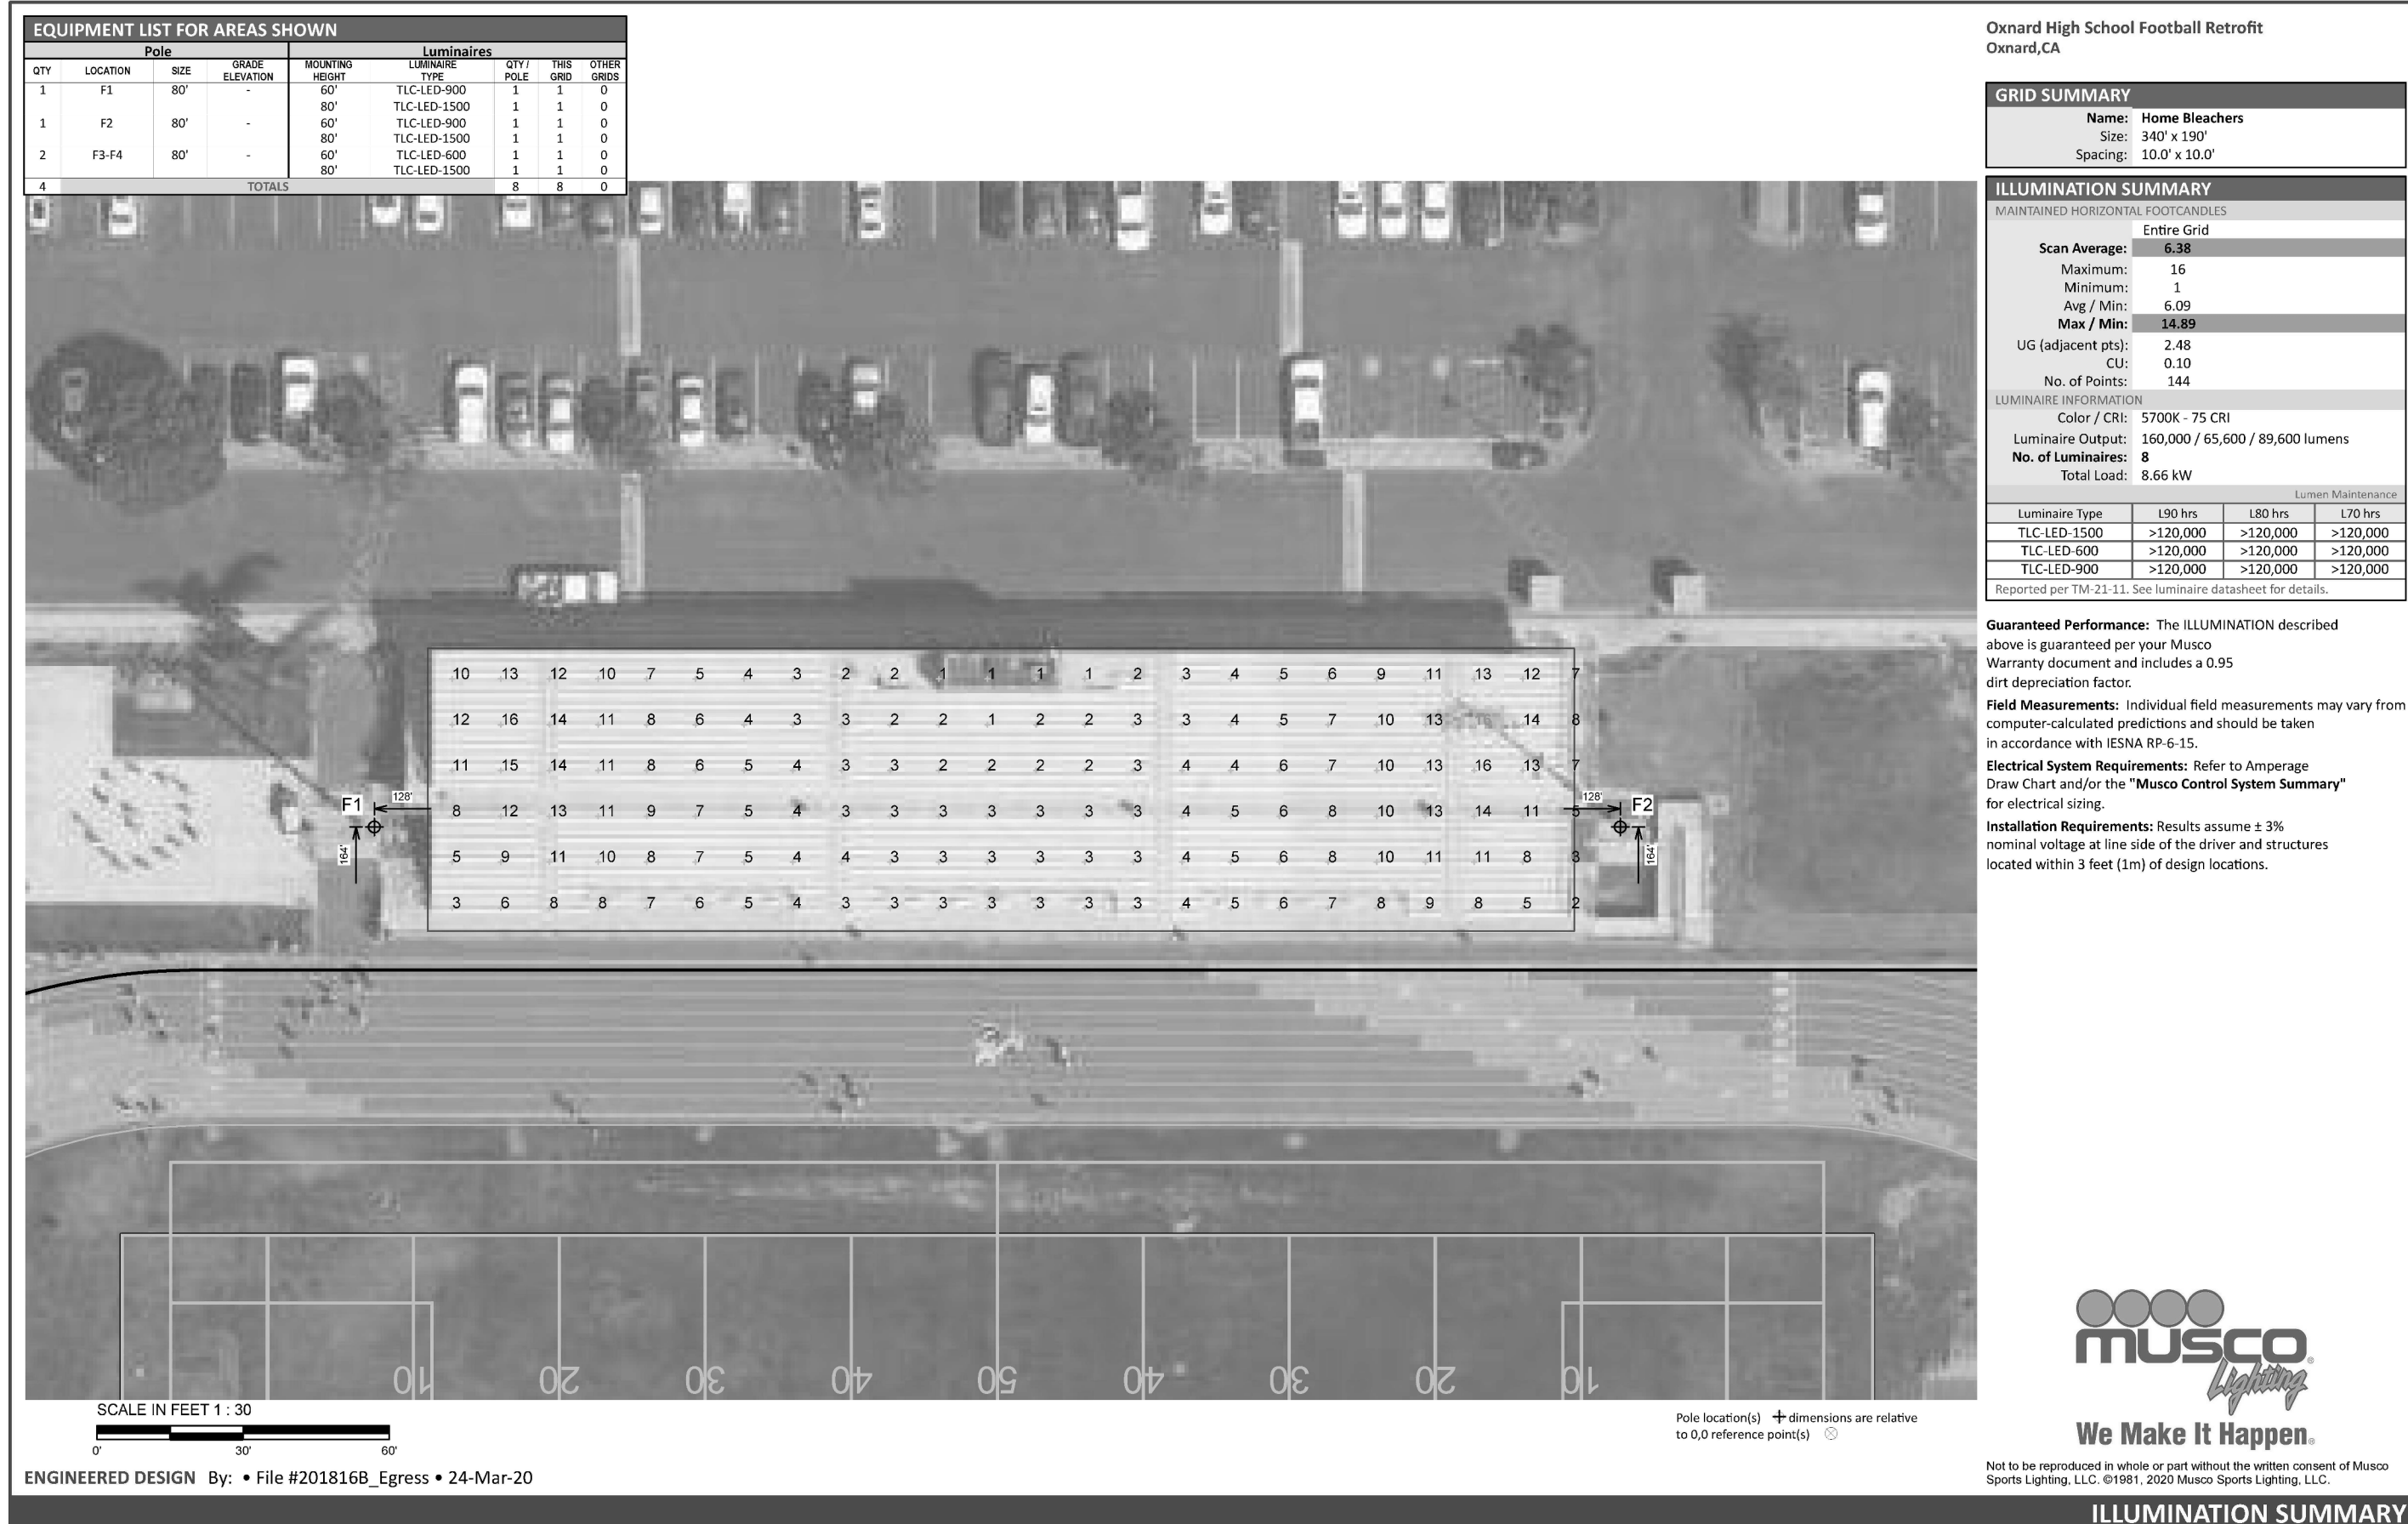 EQUIPMENT LIST FOR AREAS SHOWN
Pole Luminaires
QTY LOCATION SIZE GRADE ELEVATION MOUNTING HEIGHT LUMINAIRE TYPE QTY / POLE THIS GRID OTHER GRIDS
1 F1 80' - 60' TLC-LED-900 1 1 0
80' TLC-LED-1500 1 1 0
1 F2 80' - 60' TLC-LED-900 1 1 0
80' TLC-LED-1500 1 1 0
2 F3-F4 80' - 60' TLC-LED-600 1 1 0
80' TLC-LED-1500 1 1 0
4 TOTALS 8 8 0
Oxnard High School Football Retrofit
Oxnard,CA
GRID SUMMARY
Name: Home Bleachers
Size: 340' x 190'
Spacing: 10.0' x 10.0'
ILLUMINATION SUMMARY
MAINTAINED HORIZONTAL FOOTCANDLES
Entire Grid
Scan Average: 6.38
Maximum: 16
Minimum: 1
Avg / Min: 6.09
Max / Min: 14.89
UG (adjacent pts): 2.48
CU: 0.10
No. of Points: 144
LUMINAIRE INFORMATION
Color / CRI: 5700K - 75 CRI
Luminaire Output: 160,000 / 65,600 / 89,600 lumens
No. of Luminaires: 8
Total Load: 8.66 kW
Lumen Maintenance
Luminaire Type L90 hrs L80 hrs L70 hrs
TLC-LED-1500 >120,000 >120,000 >120,000
TLC-LED-600 >120,000 >120,000 >120,000
TLC-LED-900 >120,000 >120,000 >120,000
Reported per TM-21-11. See luminaire datasheet for details.
Guaranteed Performance: The ILLUMINATION described
above is guaranteed per your Musco
Warranty document and includes a 0.95
dirt depreciation factor.
Field Measurements: Individual field measurements may vary from
computer-calculated predictions and should be taken
in accordance with IESNA RP-6-15.
Electrical System Requirements: Refer to Amperage
Draw Chart and/or the "Musco Control System Summary"
for electrical sizing.
Installation Requirements: Results assume ± 3%
nominal voltage at line side of the driver and structures
located within 3 feet (1m) of design locations.
10 13 12 10 7 5 4 3 2 2 1 1 1 1 2 3 4 5 6 9 11 13 12 7
12 16 14 11 8 6 4 3 3 2 2 1 2 2 3 3 4 5 7 10 13 16 14 8
11 15 14 11 8 6 5 4 3 3 2 2 2 2 3 4 4 6 7 10 13 16 13 7
F1 128' 128' F2
8 12 13 11 9 7 5 4 3 3 3 3 3 3 3 4 5 6 8 10 13 14 11 5
164' 164'
5 9 11 10 8 7 5 4 4 3 3 3 3 3 3 4 5 6 8 10 11 11 8 3
3 6 8 8 7 6 5 4 3 3 3 3 3 3 3 4 5 6 7 8 9 8 5 2
10 20 30 40 50 40 30 20 10
SCALE IN FEET 1 : 30
0' 30' 60'
Pole location(s) dimensions are relative
to 0,0 reference point(s)
ENGINEERED DESIGN By: • File #201816B_Egress • 24-Mar-20
musco®
Lighting
We Make It Happen®
Not to be reproduced in whole or part without the written consent of Musco
Sports Lighting, LLC. ©1981, 2020 Musco Sports Lighting, LLC.
ILLUMINATION SUMMARY